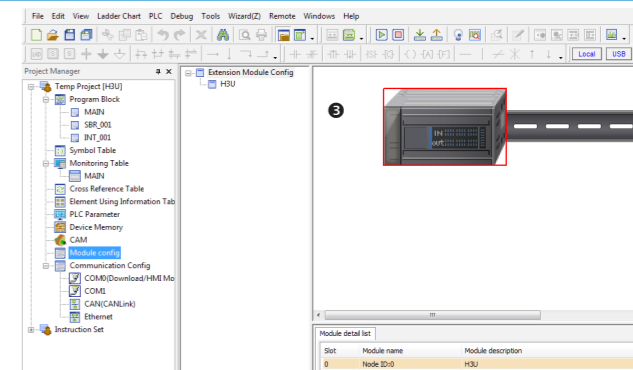 File Edit View Ladder Chart PLC Debug Tools Wizard(Z) Remote Windows Help
Local USB
Project Manager
Temp Project [H3U]
Program Block
MAIN
SBR_001
INT_001
Symbol Table
Monitoring Table
MAIN
Cross Reference Table
Element Using Information Tab
PLC Parameter
Device Memory
CAM
Module config
Communication Config
COM0(Download/HMI Mo
COM1
CAN(CANLink)
Ethernet
Instruction Set
Extension Module Config
H3U
3
IN
out
Module detail list
Slot Module name Module description
0 Node ID:0 H3U